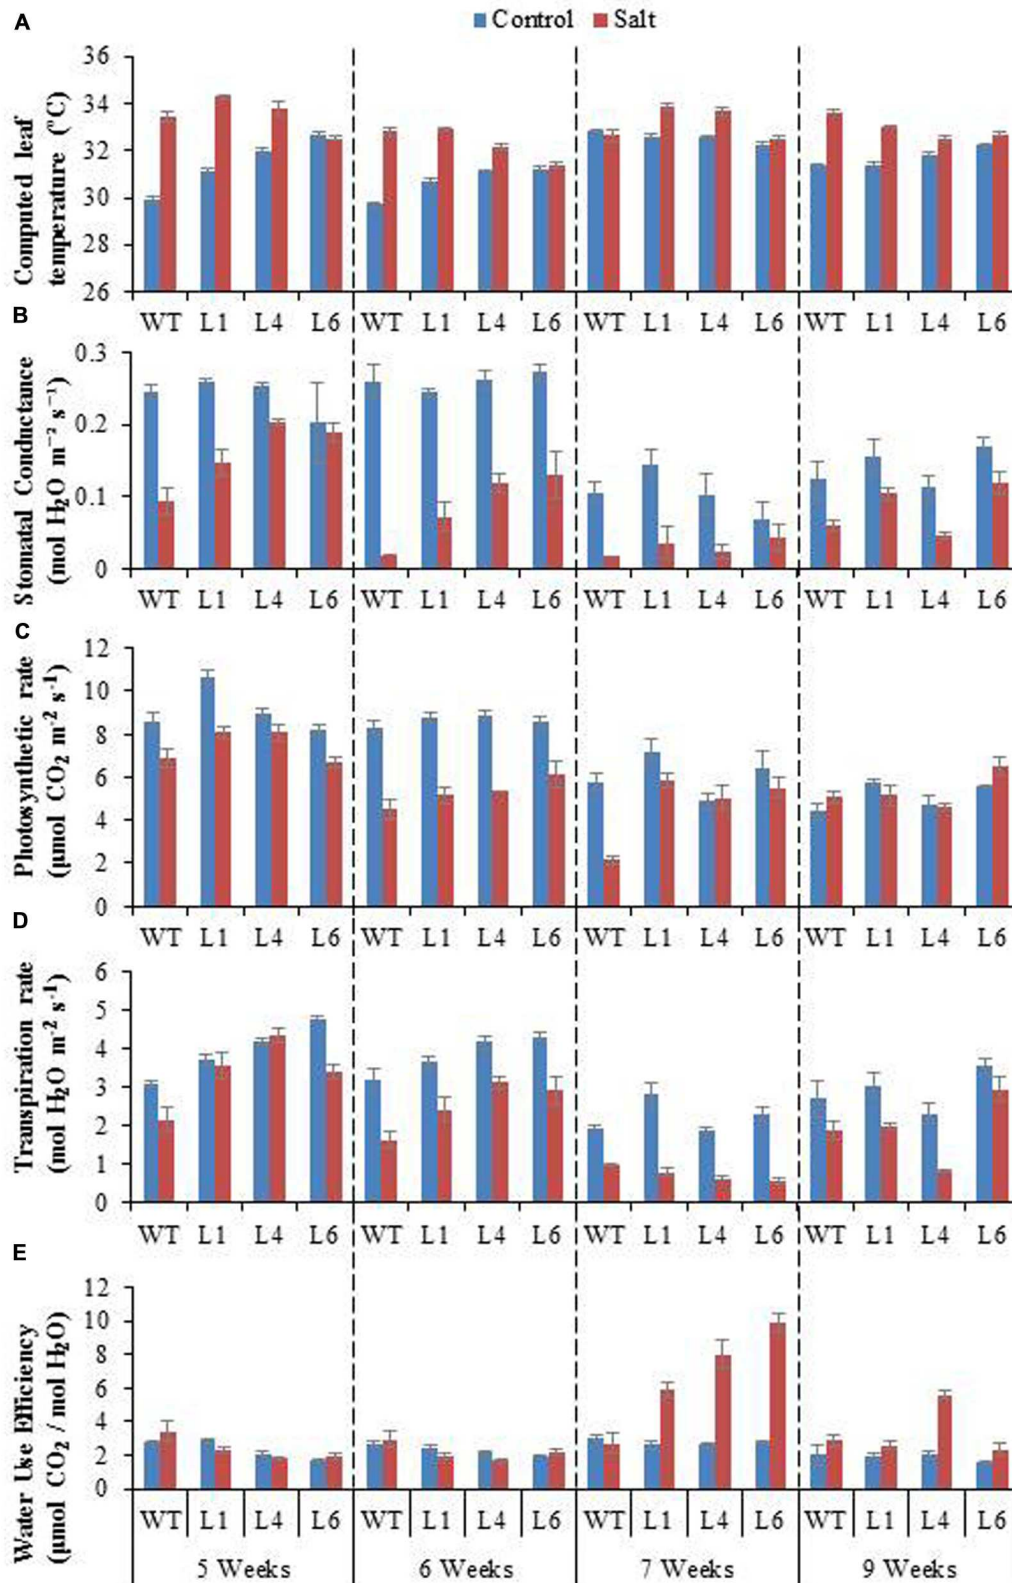 A
Control Salt
Computed leaf
temperature (°C)
36
34
32
30
28
26
WT L1 L4 L6 WT L1 L4 L6 WT L1 L4 L6 WT L1 L4 L6
B
Stomatal Conductance
(mol H₂O m⁻² s⁻¹)
0.3
0.2
0.1
0
WT L1 L4 L6 WT L1 L4 L6 WT L1 L4 L6 WT L1 L4 L6
C
Photosynthetic rate
(µmol CO₂ m⁻² s⁻¹)
12
10
8
6
4
2
0
WT L1 L4 L6 WT L1 L4 L6 WT L1 L4 L6 WT L1 L4 L6
D
Transpiration rate
(mol H₂O m⁻² s⁻¹)
6
5
4
3
2
1
0
WT L1 L4 L6 WT L1 L4 L6 WT L1 L4 L6 WT L1 L4 L6
E
Water Use Efficiency
(µmol CO₂ / mol H₂O)
12
10
8
6
4
2
0
WT L1 L4 L6 WT L1 L4 L6 WT L1 L4 L6 WT L1 L4 L6
5 Weeks 6 Weeks 7 Weeks 9 Weeks